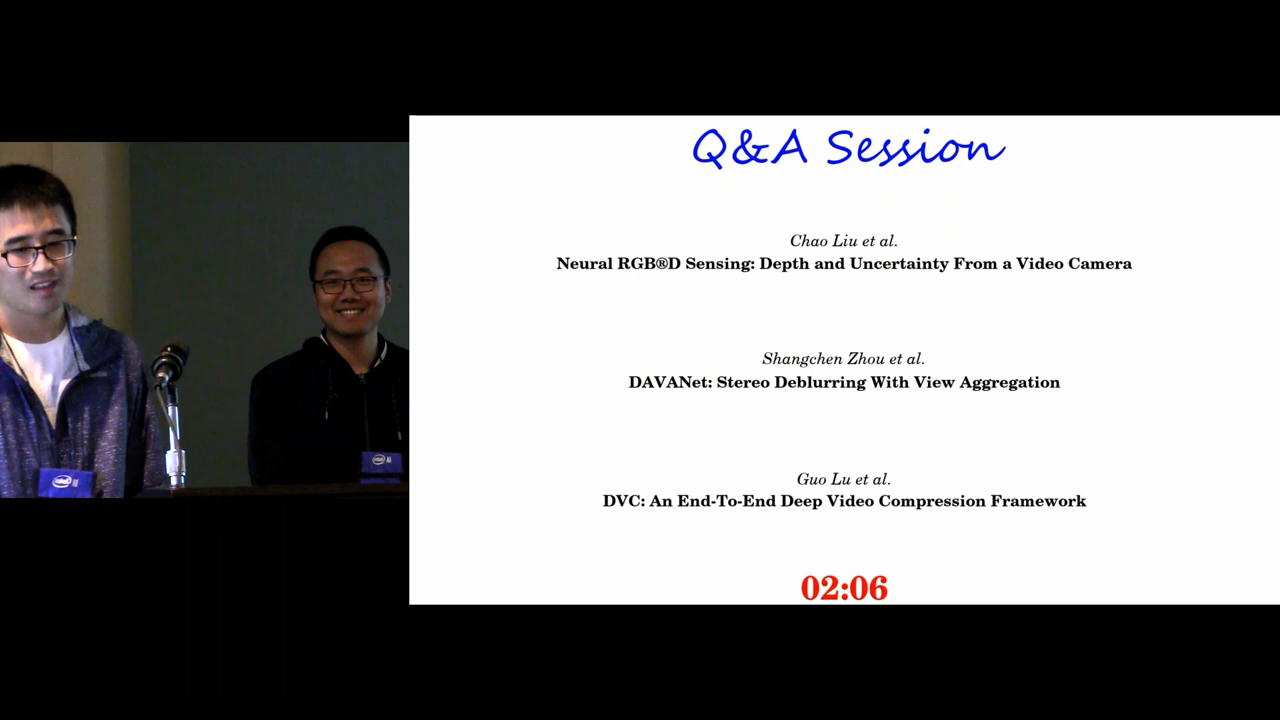 Q&A Session
Chao Liu et al.
Neural RGB®D Sensing: Depth and Uncertainty From a Video Camera
Shangchen Zhou et al.
DAVANet: Stereo Deblurring With View Aggregation
Guo Lu et al.
DVC: An End-To-End Deep Video Compression Framework
02:06
intel AI